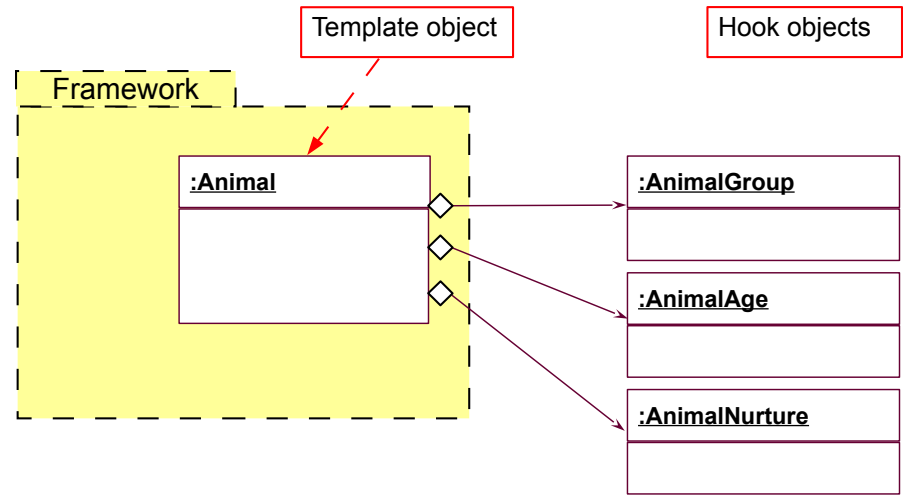 Template object
Hook objects
Framework
:Animal
:AnimalGroup
:AnimalAge
:AnimalNurture